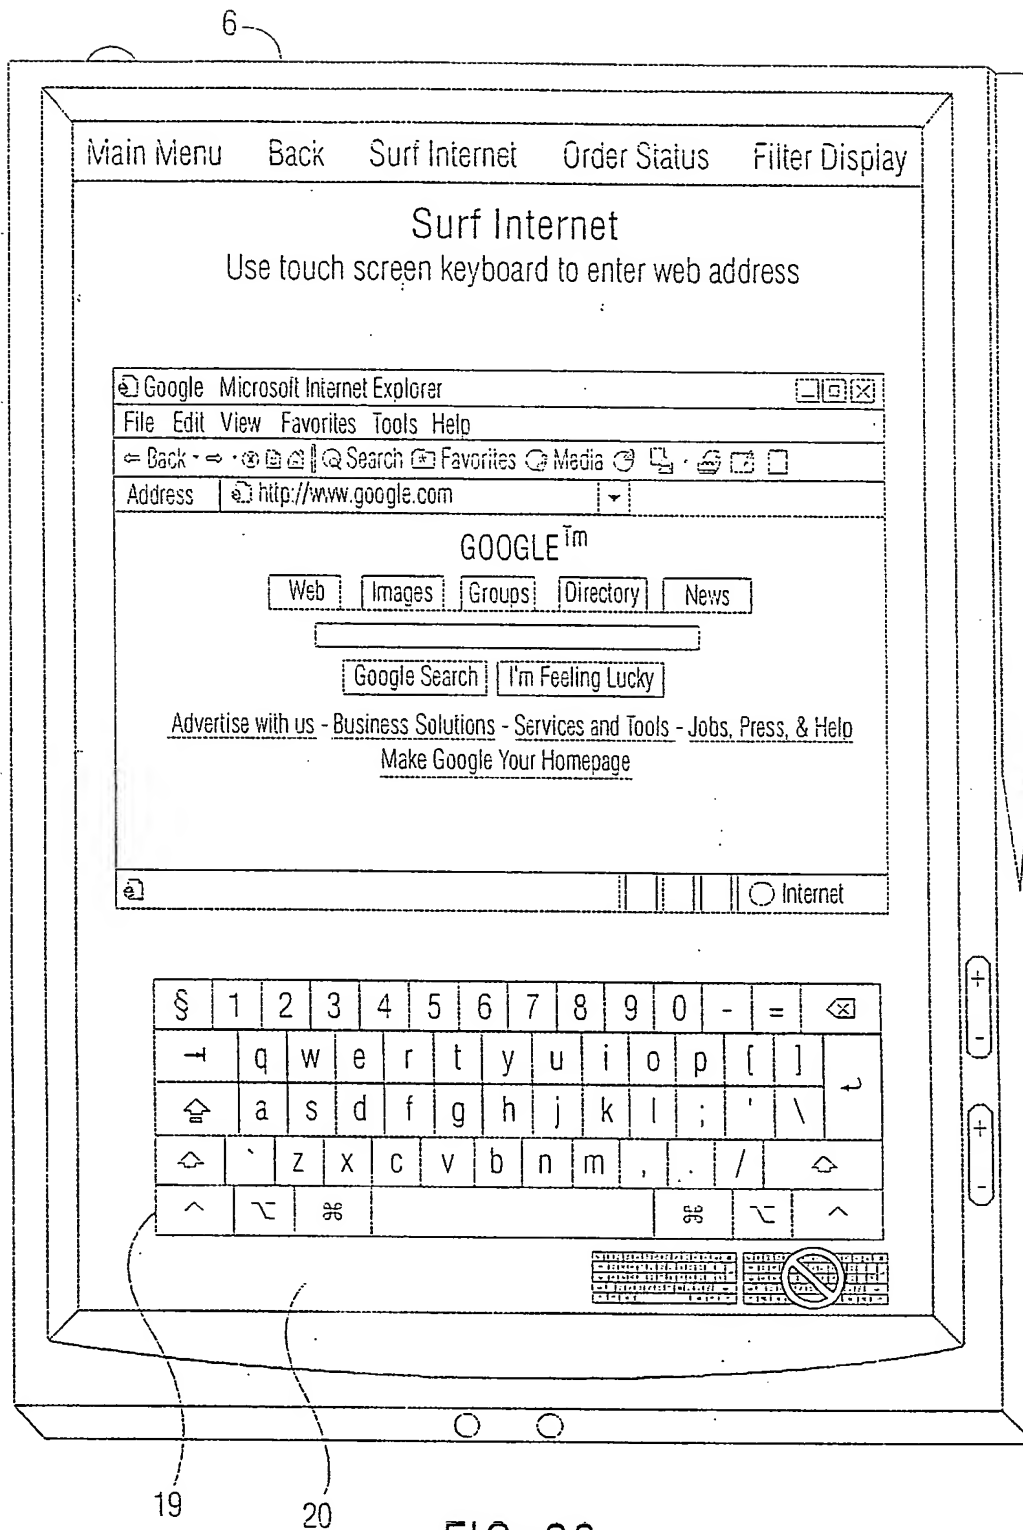 6
Main Menu Back Surf Internet Order Status Filter Display
Surf Internet
Use touch screen keyboard to enter web address
Google Microsoft Internet Explorer
File Edit View Favorites Tools Help
⇐ Back · ⇒ · Search Favorites Media
Address http://www.google.com
GOOGLE™
Web Images Groups Directory News
Google Search I'm Feeling Lucky
Advertise with us - Business Solutions - Services and Tools - Jobs, Press, & Help
Make Google Your Homepage
Internet
§ 1 2 3 4 5 6 7 8 9 0 - = ⌫
q w e r t y u i o p [ ]
a s d f g h j k l ; ' \
` z x c v b n m , . /
^ ⌥ ⌘ ⌘ ⌥ ^
+
-
+
-
19
20